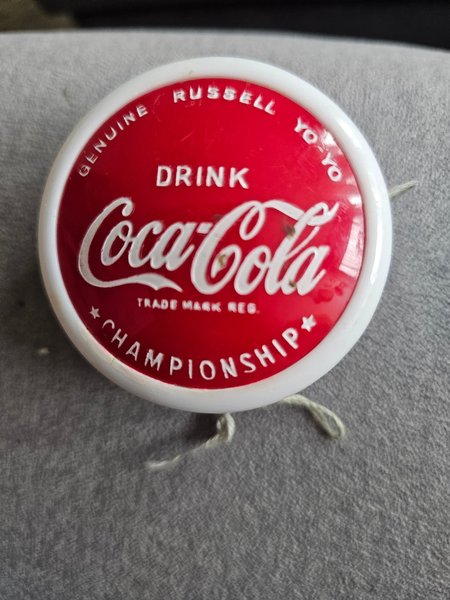 GENUINE RUSSELL YO-YO
DRINK
Coca-Cola
TRADE MARK REG.
★CHAMPIONSHIP★